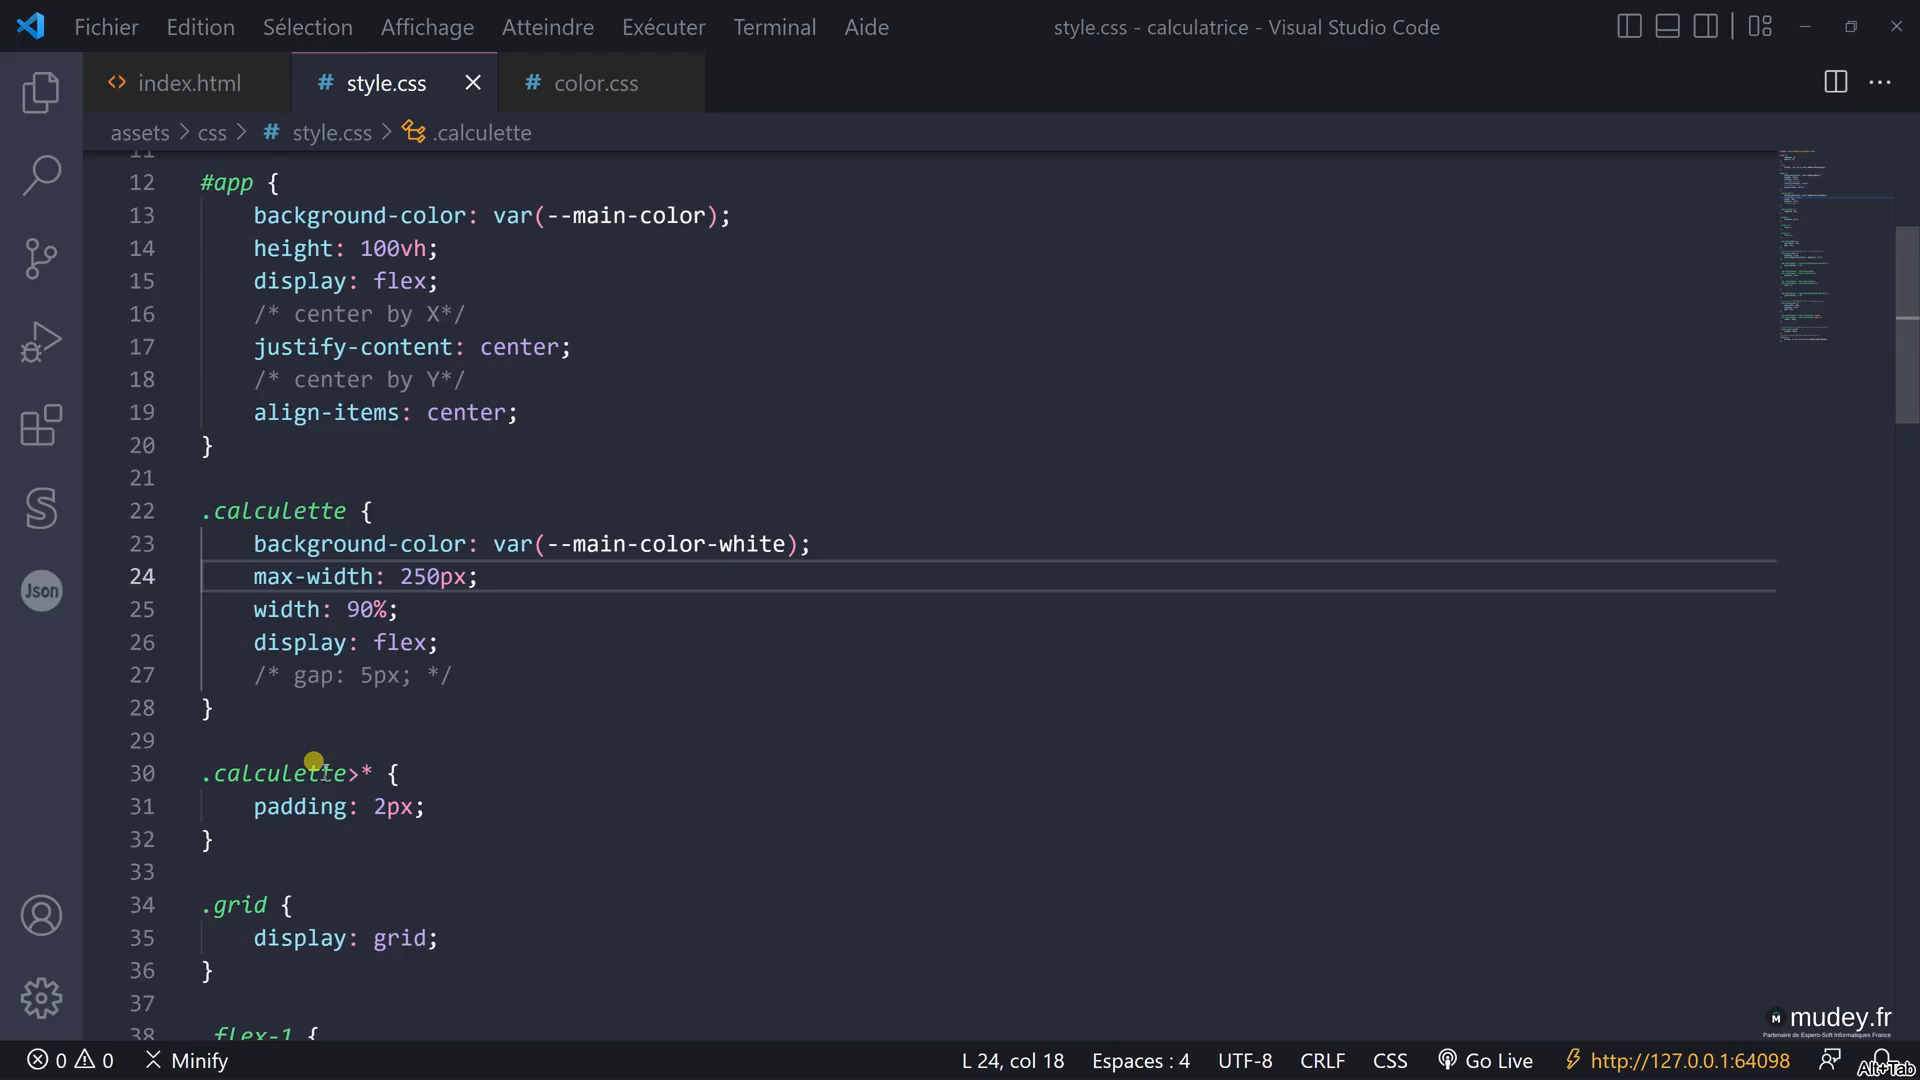 Fichier Edition Sélection Affichage Atteindre Exécuter Terminal Aide style.css - calculatrice - Visual Studio Code
index.html # style.css # color.css
assets > css > # style.css > .calculette
11
12 #app {
13 background-color: var(--main-color);
14 height: 100vh;
15 display: flex;
16 /* center by X*/
17 justify-content: center;
18 /* center by Y*/
19 align-items: center;
20 }
21
22 .calculette {
23 background-color: var(--main-color-white);
24 max-width: 250px;
25 width: 90%;
26 display: flex;
27 /* gap: 5px; */
28 }
29
30 .calculette>* {
31 padding: 2px;
32 }
33
34 .grid {
35 display: grid;
36 }
37
38 .flex-1 {
Json
mudey.fr
Partenaire de Espero-Soft Informatiques France
0 0 Minify L 24, col 18 Espaces : 4 UTF-8 CRLF CSS Go Live http://127.0.0.1:64098
Alt+Tab